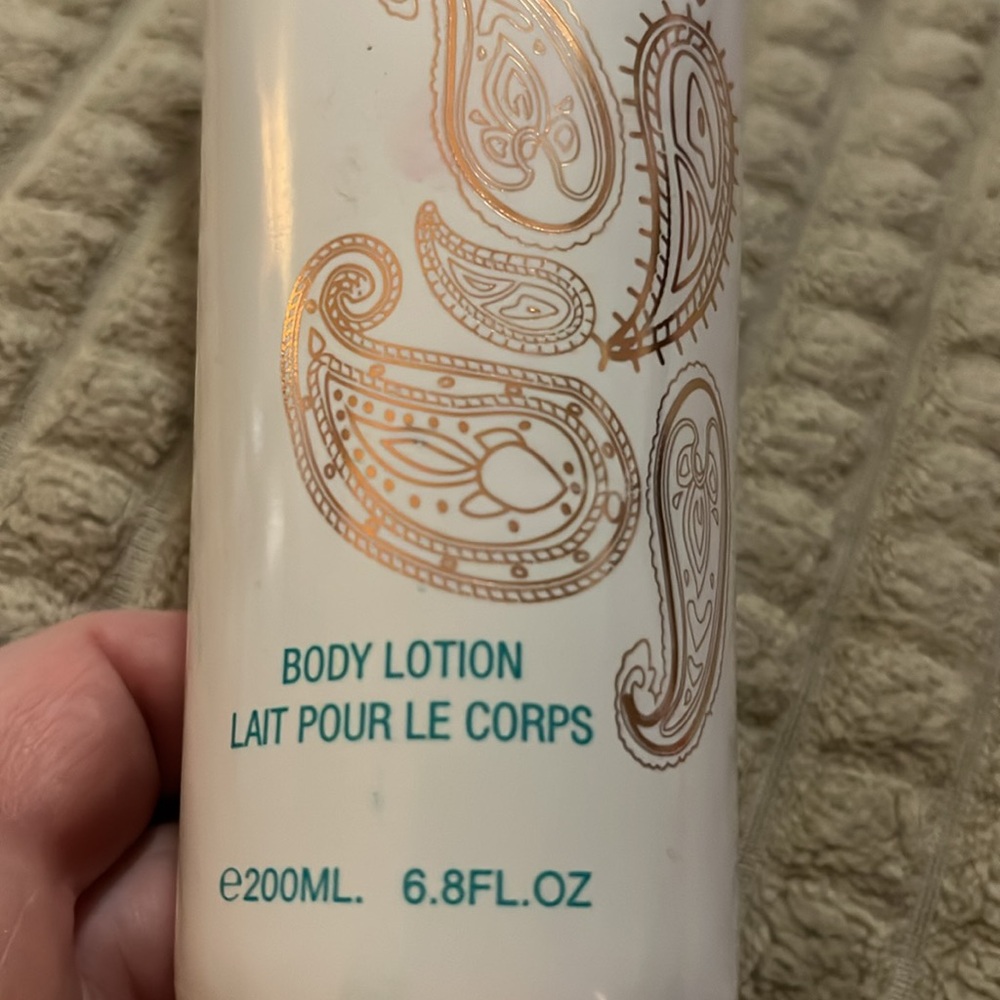 BODY LOTION
LAIT POUR LE CORPS
℮200ML. 6.8FL.OZ